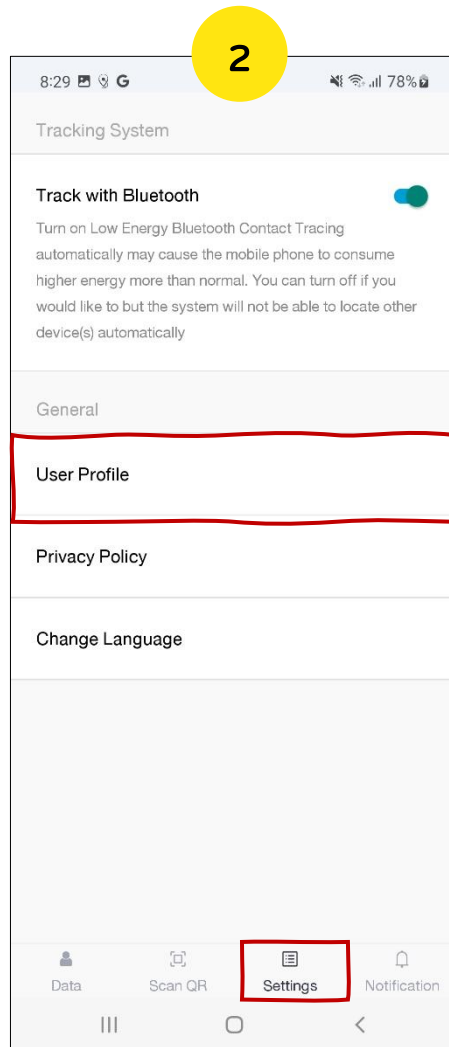 2
8:29 G 78%
Tracking System
Track with Bluetooth
Turn on Low Energy Bluetooth Contact Tracing
automatically may cause the mobile phone to consume
higher energy more than normal. You can turn off if you
would like to but the system will not be able to locate other
device(s) automatically
General
User Profile
Privacy Policy
Change Language
Data Scan QR Settings Notification